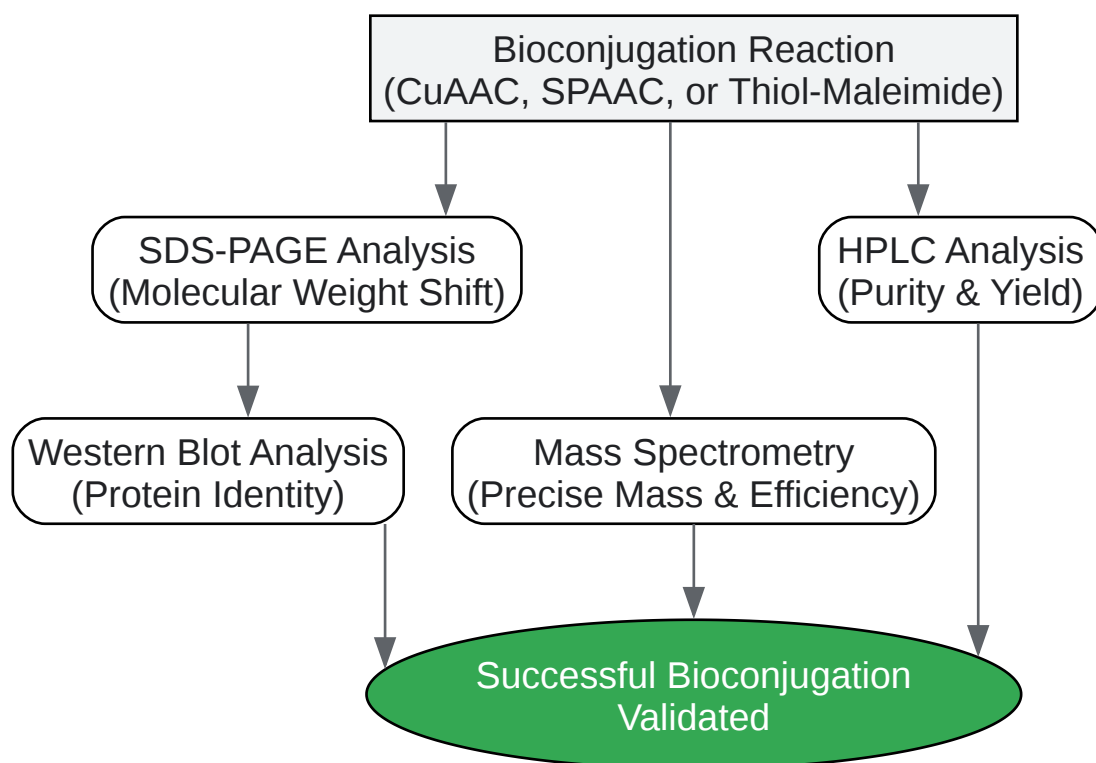 Bioconjugation Reaction
(CuAAC, SPAAC, or Thiol-Maleimide)
SDS-PAGE Analysis
(Molecular Weight Shift)
HPLC Analysis
(Purity & Yield)
Western Blot Analysis
(Protein Identity)
Mass Spectrometry
(Precise Mass & Efficiency)
Successful Bioconjugation
Validated